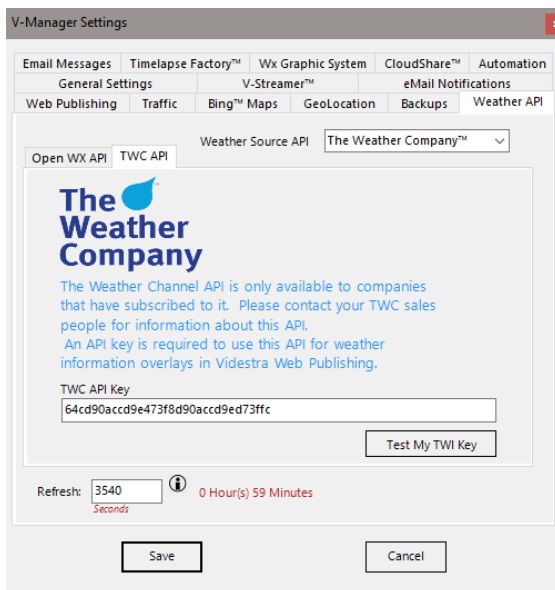 V-Manager Settings
Email Messages Timelapse Factory™ Wx Graphic System CloudShare™ Automation
General Settings V-Streamer™ eMail Notifications
Web Publishing Traffic Bing™ Maps GeoLocation Backups Weather API
Weather Source API The Weather Company™
Open WX API TWC API
The
Weather
Company
The Weather Channel API is only available to companies
that have subscribed to it. Please contact your TWC sales
people for information about this API.
An API key is required to use this API for weather
information overlays in Videstra Web Publishing.
TWC API Key
64cd90accd9e473f8d90accd9ed73ffc
Test My TWI Key
Refresh: 3540 0 Hour(s) 59 Minutes
Seconds
Save Cancel